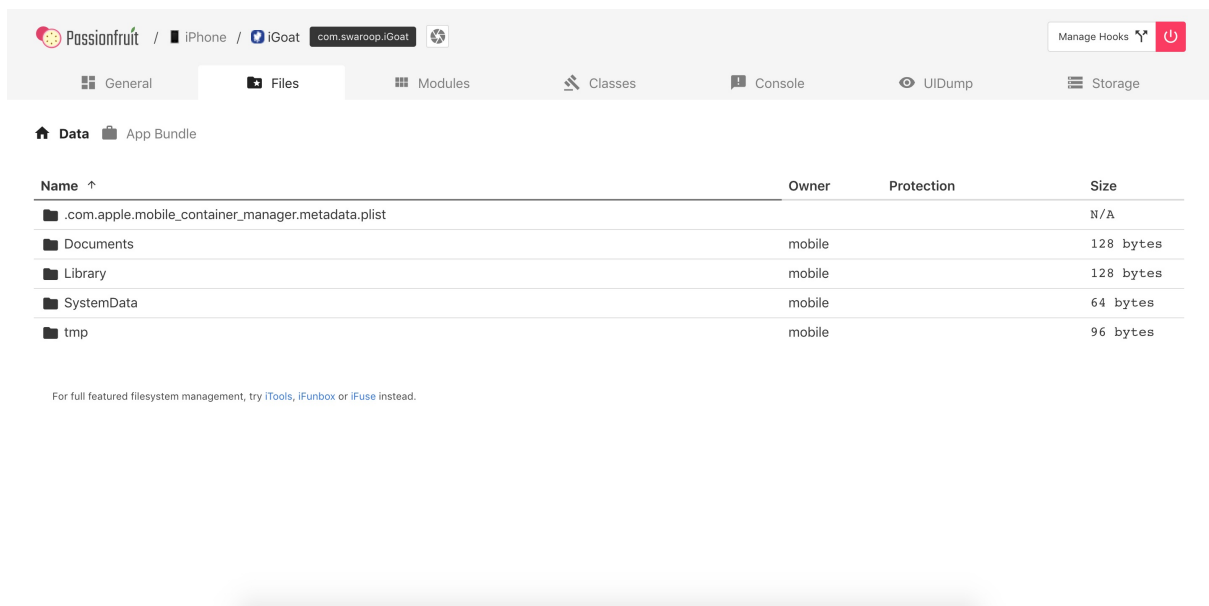 Passionfruit / iPhone / iGoat com.swaroop.iGoat Manage Hooks
General Files Modules Classes Console UIDump Storage
Data App Bundle
Name ↑ Owner Protection Size
.com.apple.mobile_container_manager.metadata.plist N/A
Documents mobile 128 bytes
Library mobile 128 bytes
SystemData mobile 64 bytes
tmp mobile 96 bytes
For full featured filesystem management, try iTools, iFunbox or iFuse instead.